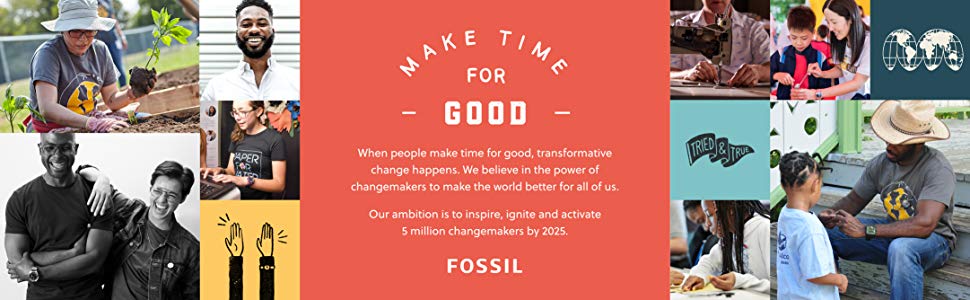 MAKE TIME
FOR
GOOD
When people make time for good, transformative
change happens. We believe in the power of
changemakers to make the world better for all of us.
Our ambition is to inspire, ignite and activate
5 million changemakers by 2025.
FOSSIL
TRIED & TRUE